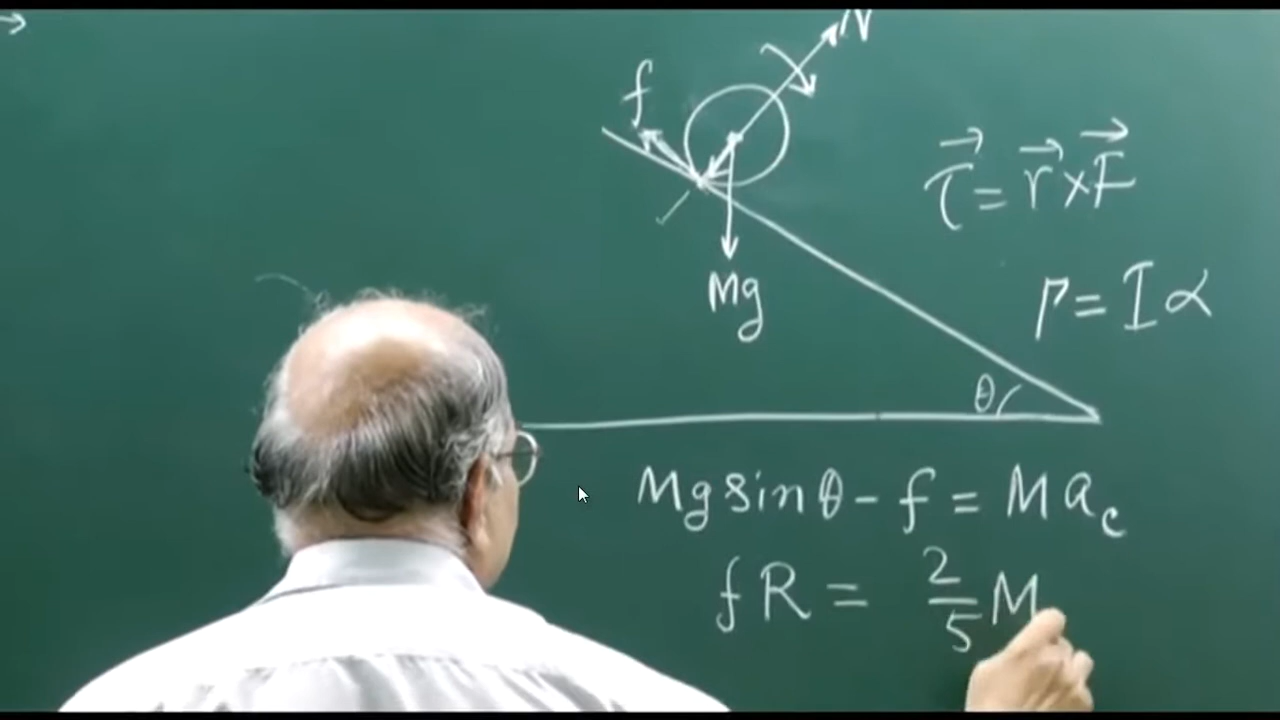 N
f
τ⃗ = r⃗ × F⃗
Mg
Γ = Iα
θ
Mg sin θ - f = Ma_c
fR = 2/5 M